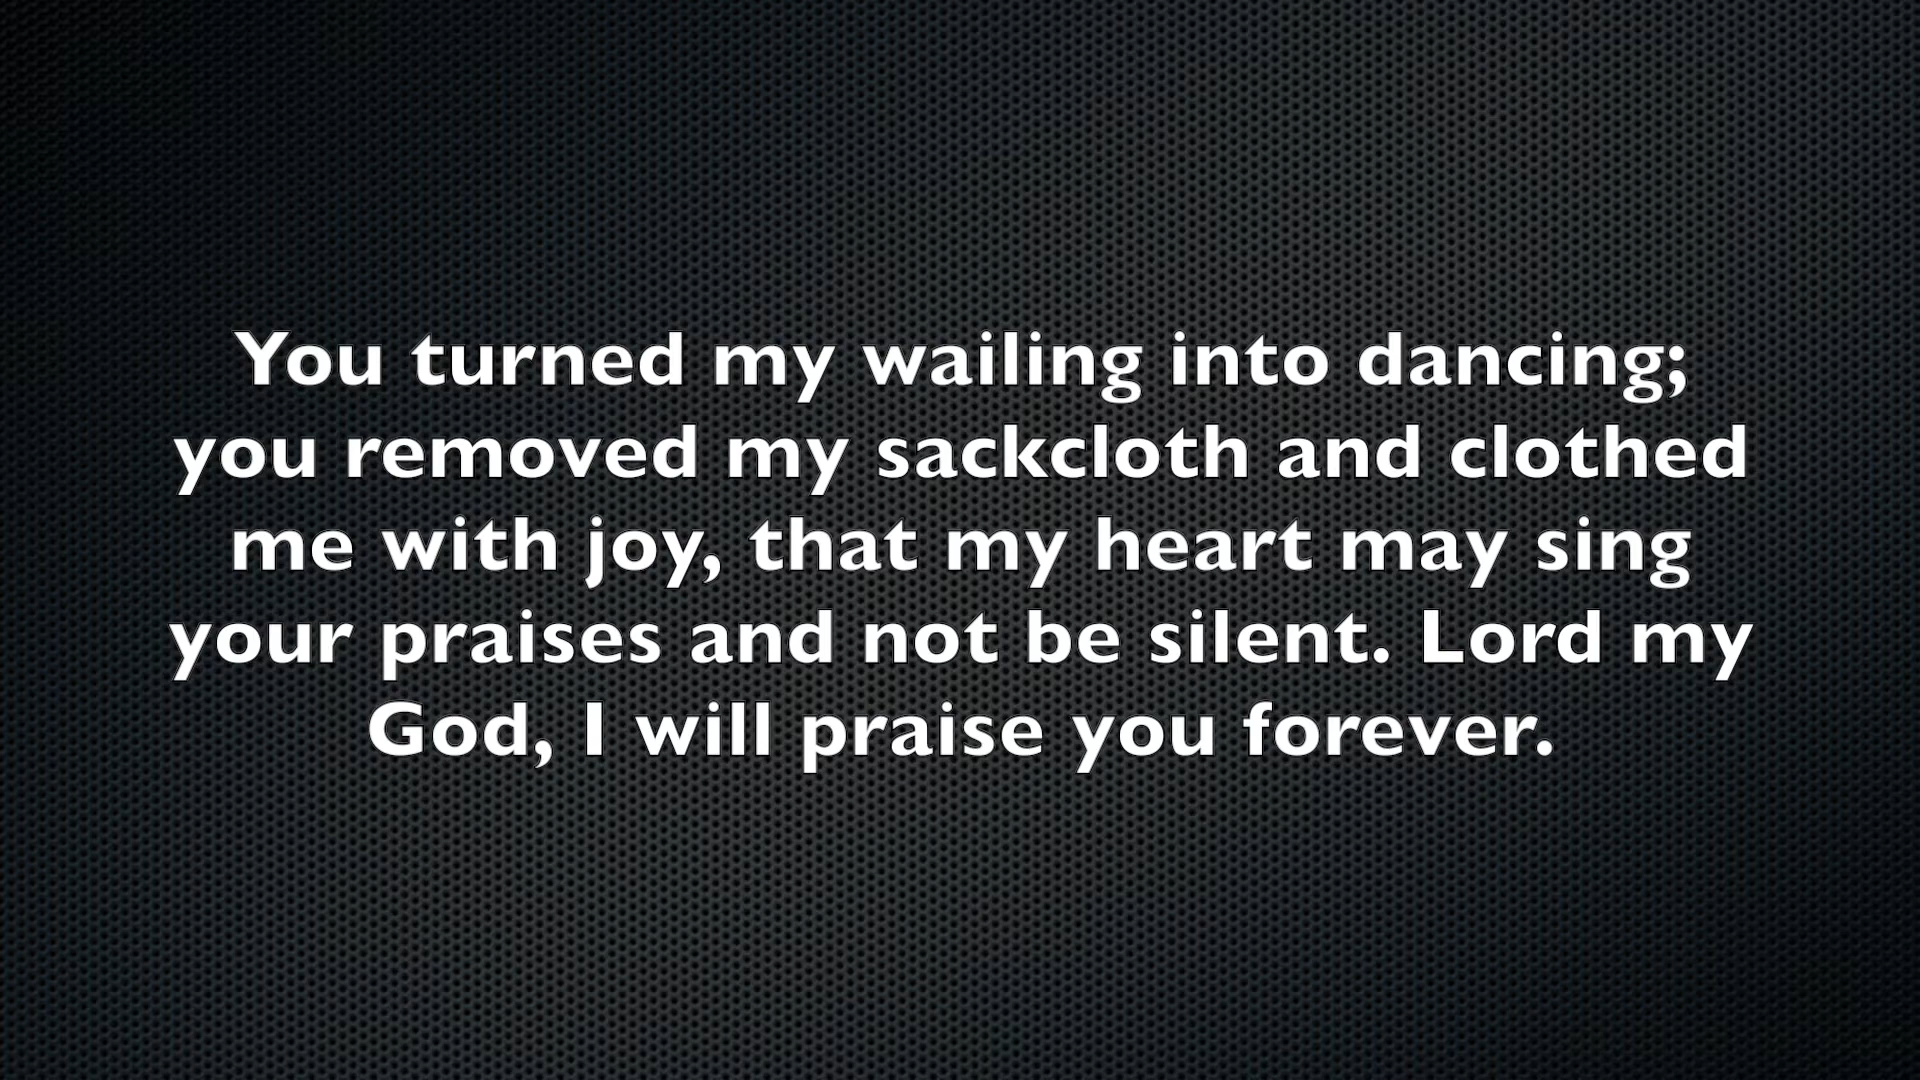 You turned my wailing into dancing;
you removed my sackcloth and clothed
me with joy, that my heart may sing
your praises and not be silent. Lord my
God, I will praise you forever.